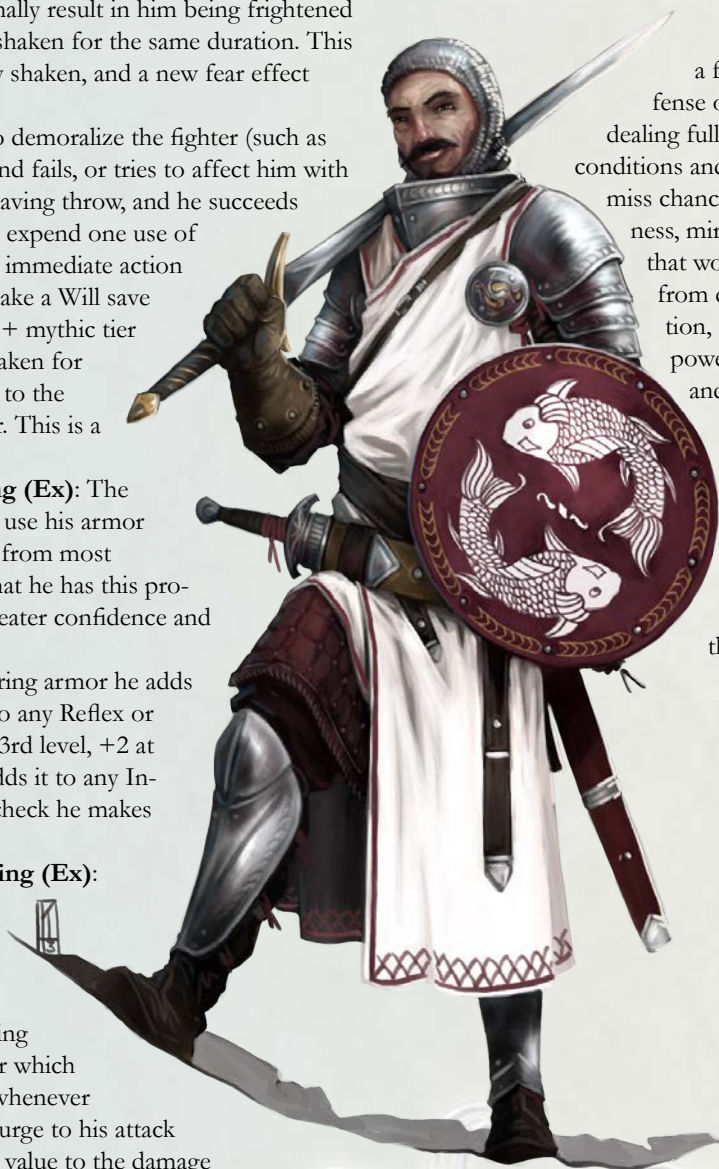 nally result in him being frightened
shaken for the same duration. This
y shaken, and a new fear effect
o demoralize the fighter (such as
nd fails, or tries to affect him with
aving throw, and he succeeds
expend one use of
immediate action
ake a Will save
+ mythic tier
aken for
to the
r. This is a
ng (Ex): The
use his armor
from most
hat he has this pro-
eater confidence and
ring armor he adds
o any Reflex or
3rd level, +2 at
dds it to any In-
check he makes
ing (Ex):
ing
r which
whenever
urge to his attack
value to the damage
a f
fense o
dealing full
conditions and
miss chanc
ness, mir
that wo
from c
tion,
powe
and
th